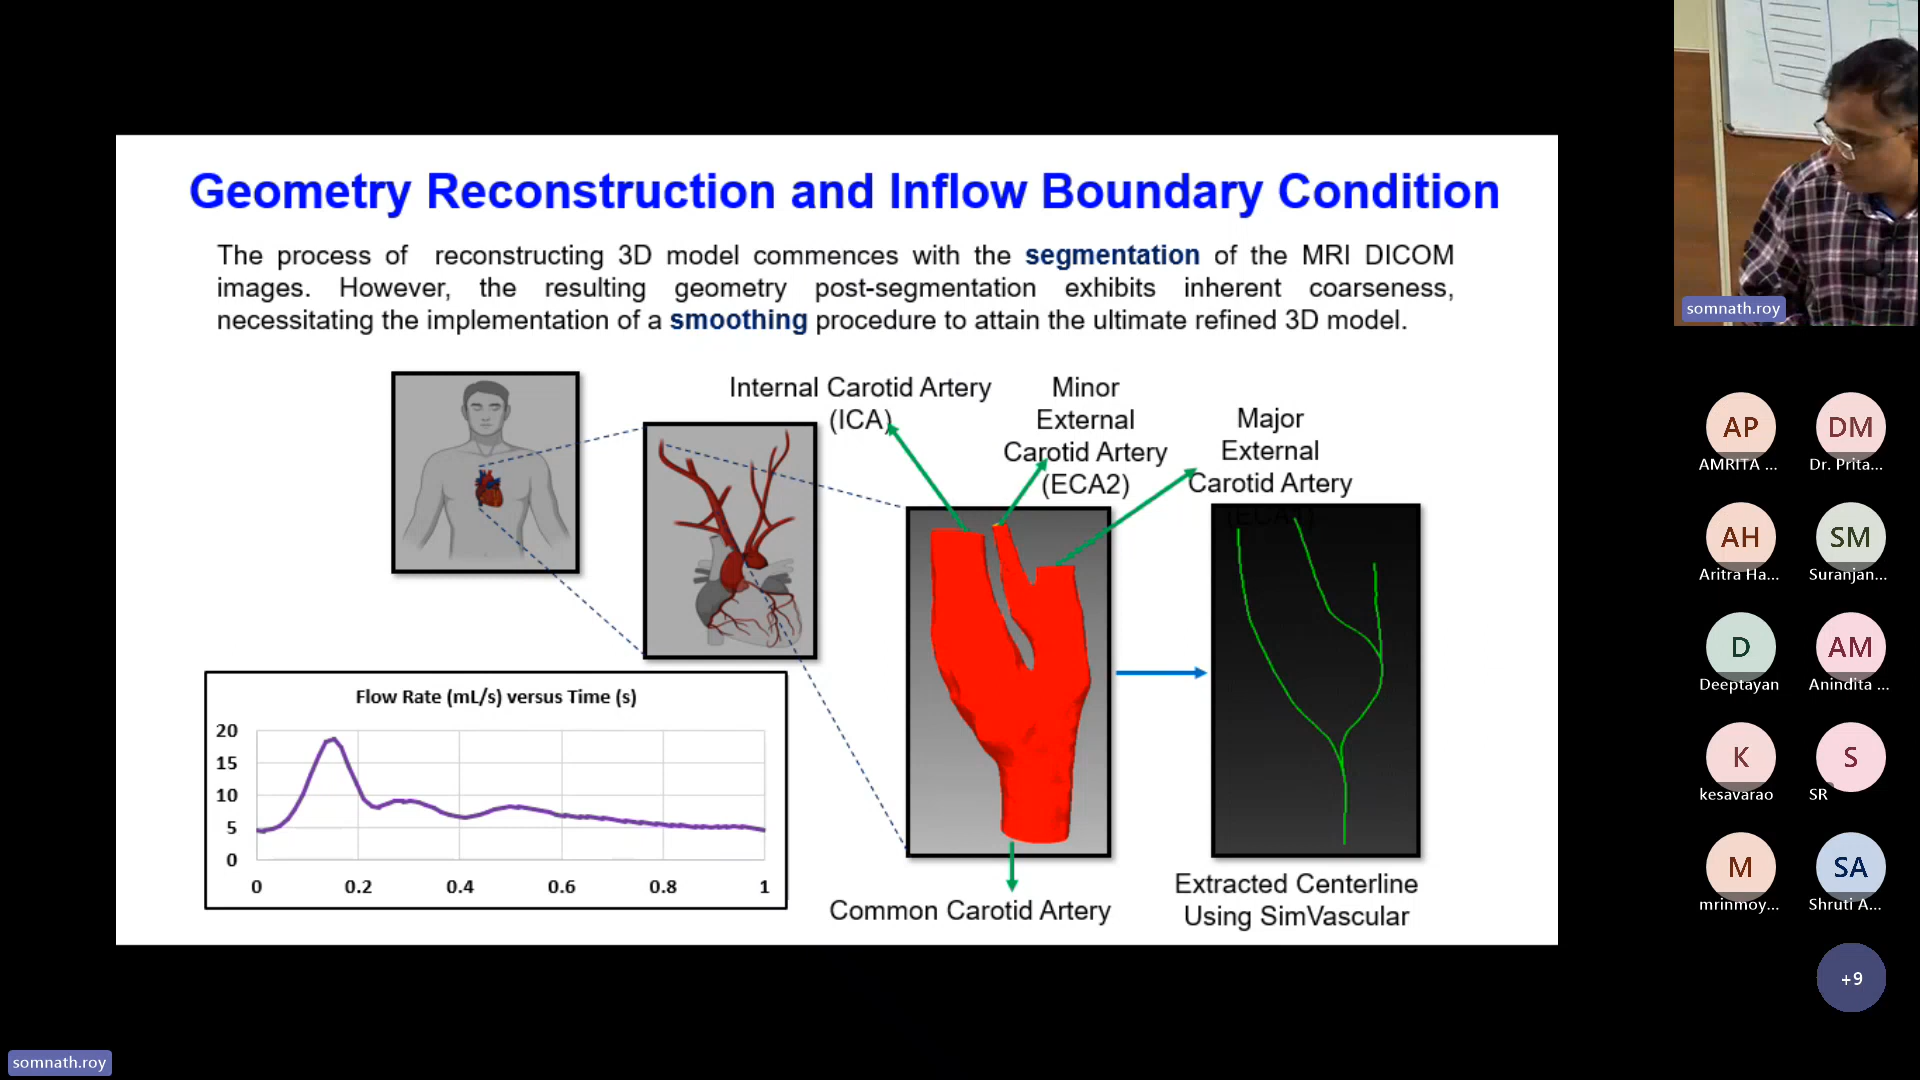 Geometry Reconstruction and Inflow Boundary Condition
The process of reconstructing 3D model commences with the segmentation of the MRI DICOM
images. However, the resulting geometry post-segmentation exhibits inherent coarseness,
necessitating the implementation of a smoothing procedure to attain the ultimate refined 3D model.
Internal Carotid Artery
(ICA)
Minor
External
Carotid Artery
(ECA2)
Major
External
Carotid Artery
Flow Rate (mL/s) versus Time (s)
20
15
10
5
0
0 0.2 0.4 0.6 0.8 1
Common Carotid Artery
Extracted Centerline
Using SimVascular
somnath.roy
AP
AMRITA ...
DM
Dr. Prita...
AH
Aritra Ha...
SM
Suranjan...
D
Deeptayan
AM
Anindita ...
K
kesavarao
S
SR
M
mrinmoy...
SA
Shruti A...
+9
somnath.roy